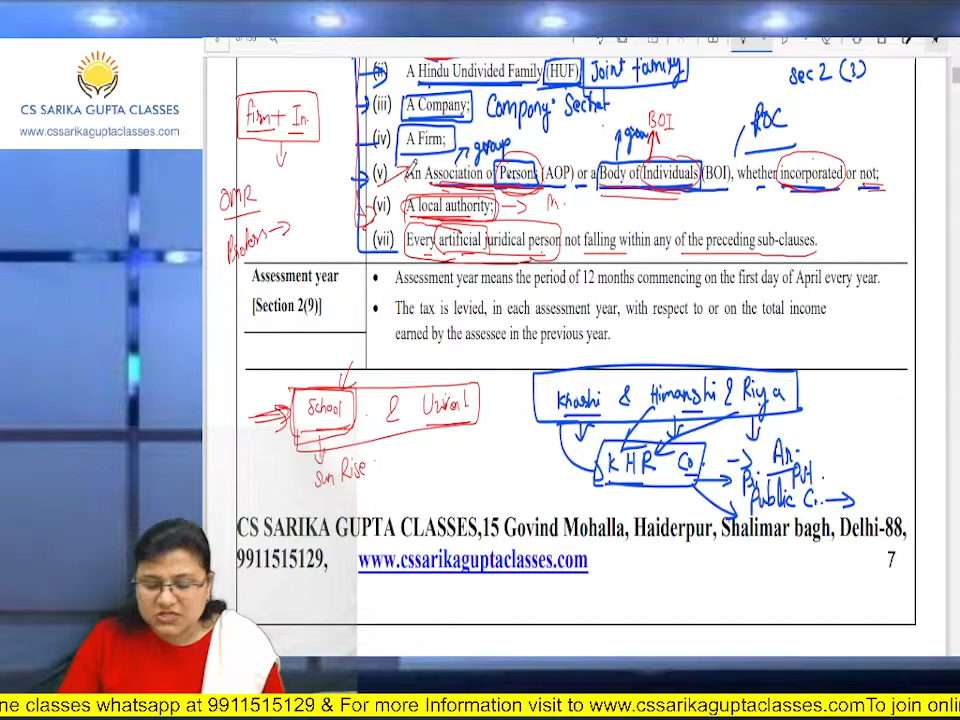 CS SARIKA GUPTA CLASSES
www.cssarikaguptaclasses.com
(ii) A Hindu Undivided Family (HUF) Joint family sec 2 (3)
(iii) A Company; Company:
firm + In.
(iv) A Firm; group group BOI ROC
(v) An Association of Persons (AOP) or a Body of Individuals (BOI), whether incorporated or not;
(vi) A local authority; → m.
(vii) Every artificial juridical person not falling within any of the preceding sub-clauses.
Assessment year
[Section 2(9)]
• Assessment year means the period of 12 months commencing on the first day of April every year.
• The tax is levied, in each assessment year, with respect to or on the total income
earned by the assessee in the previous year.
School &
Sun Rise
Khashi & Himanshi & Riya
KHR Co.
Public C.
CS SARIKA GUPTA CLASSES,15 Govind Mohalla, Haiderpur, Shalimar bagh, Delhi-88,
9911515129, www.cssarikaguptaclasses.com 7
ne classes whatsapp at 9911515129 & For more Information visit to www.cssarikaguptaclasses.comTo join onlin